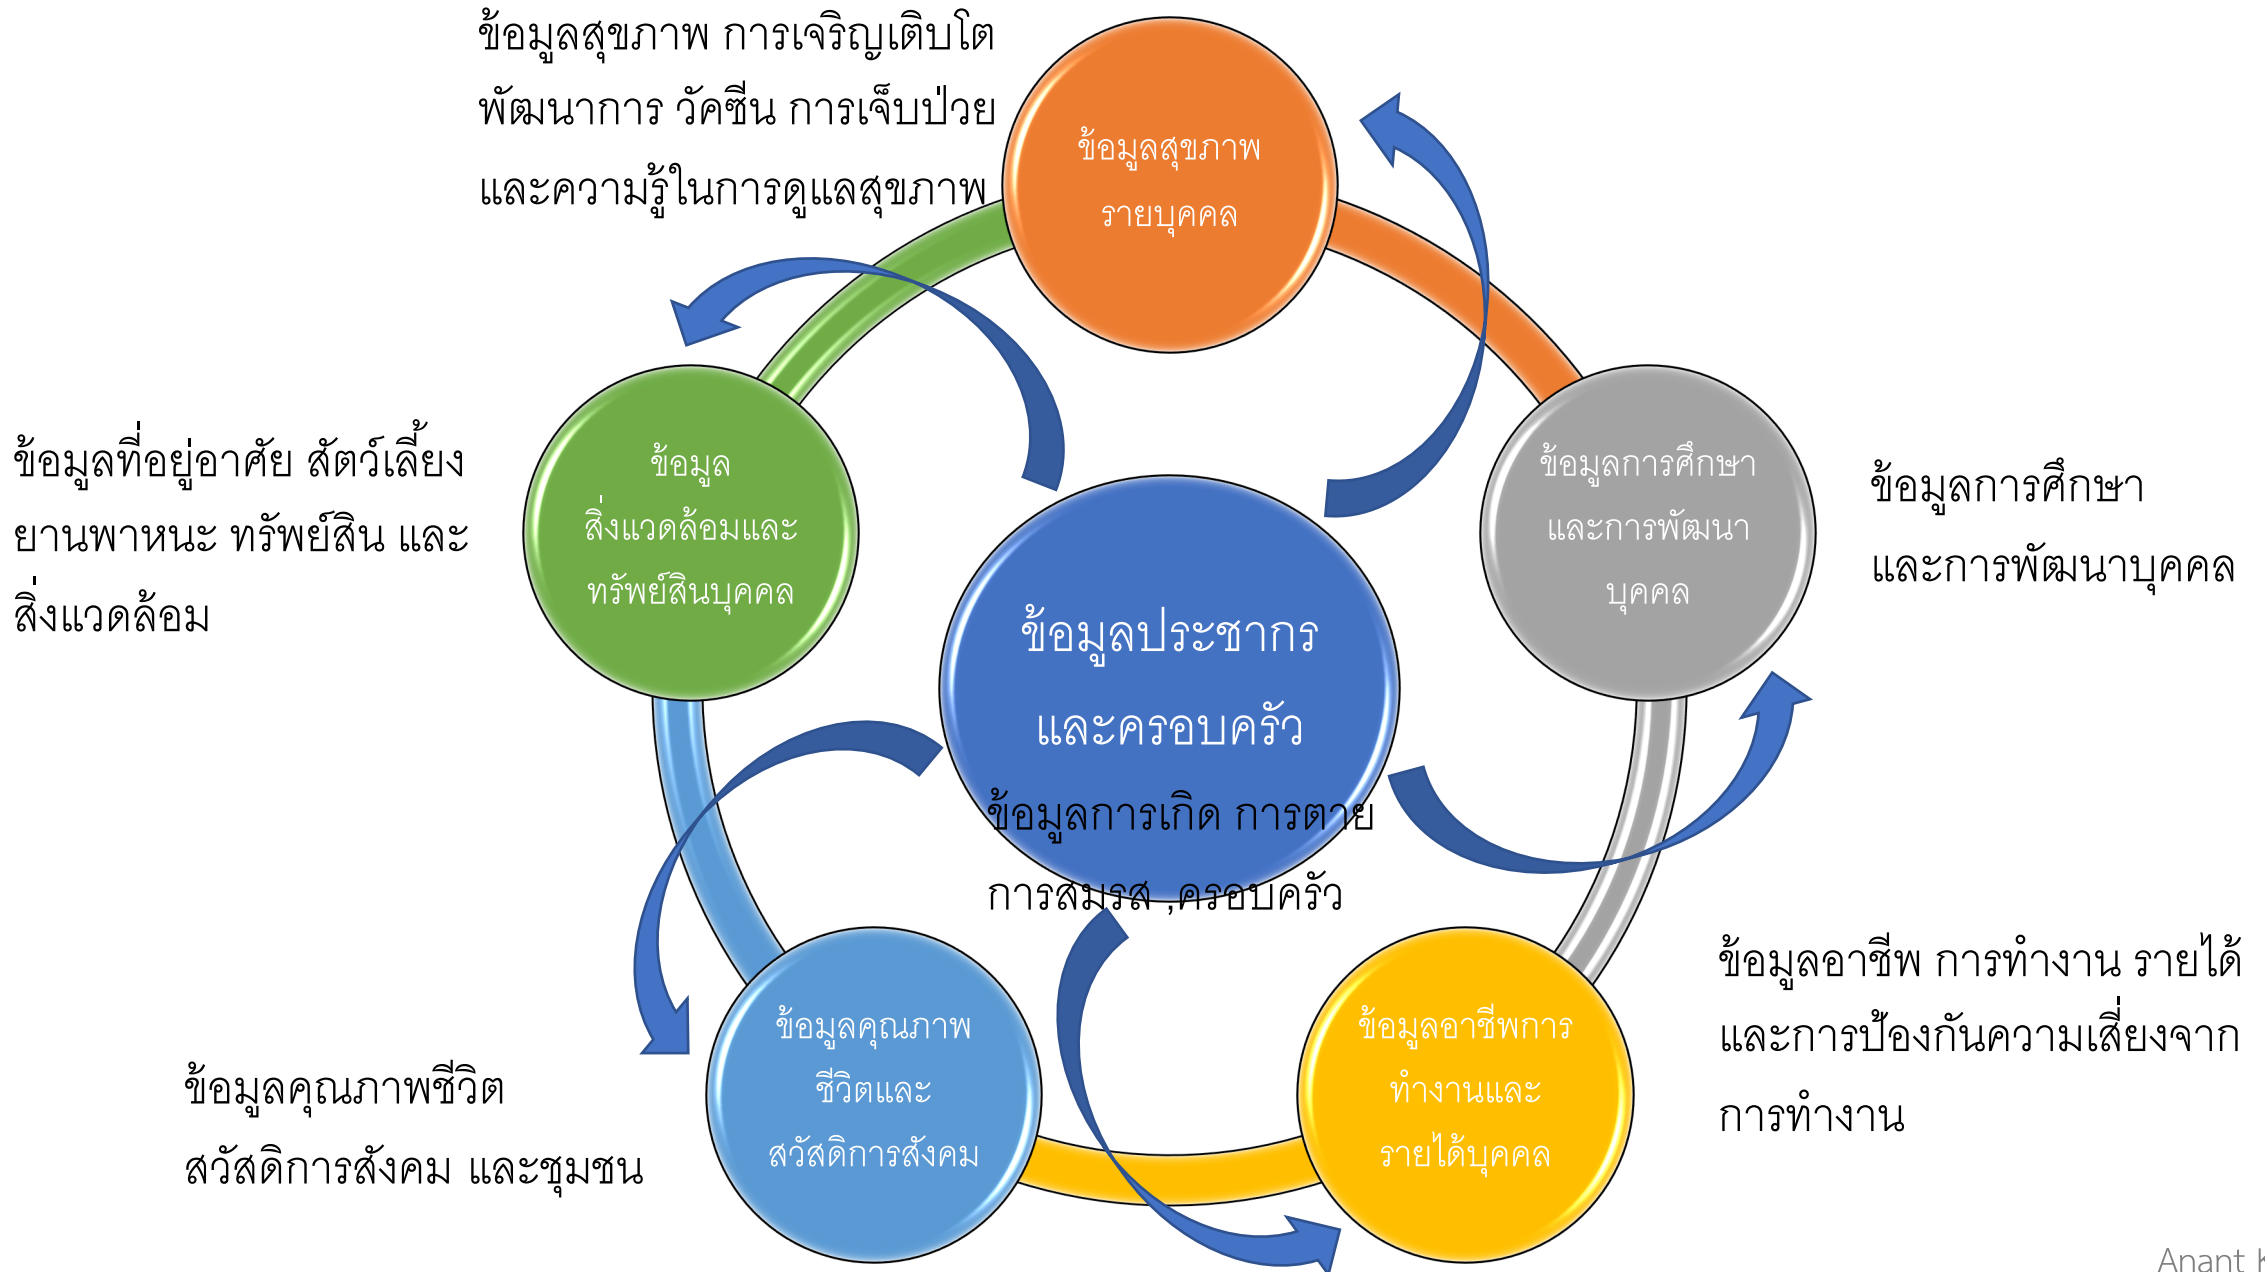 ข้อมูลสุขภาพ การเจริญเติบโต
พัฒนาการ วัคซีน การเจ็บป่วย
และความรู้ในการดูแลสุขภาพ
ข้อมูลสุขภาพ
รายบุคคล
ข้อมูลที่อยู่อาศัย สัตว์เลี้ยง
ยานพาหนะ ทรัพย์สิน และ
สิ่งแวดล้อม
ข้อมูล
สิ่งแวดล้อมและ
ทรัพย์สินบุคคล
ข้อมูลการศึกษา
และการพัฒนา
บุคคล
ข้อมูลการศึกษา
และการพัฒนาบุคคล
ข้อมูลประชากร
และครอบครัว
ข้อมูลการเกิด การตาย
การสมรส ,ครอบครัว
ข้อมูลคุณภาพชีวิต
สวัสดิการสังคม และชุมชน
ข้อมูลคุณภาพ
ชีวิตและ
สวัสดิการสังคม
ข้อมูลอาชีพการ
ทำงานและ
รายได้บุคคล
ข้อมูลอาชีพ การทำงาน รายได้
และการป้องกันความเสี่ยงจาก
การทำงาน
Anant